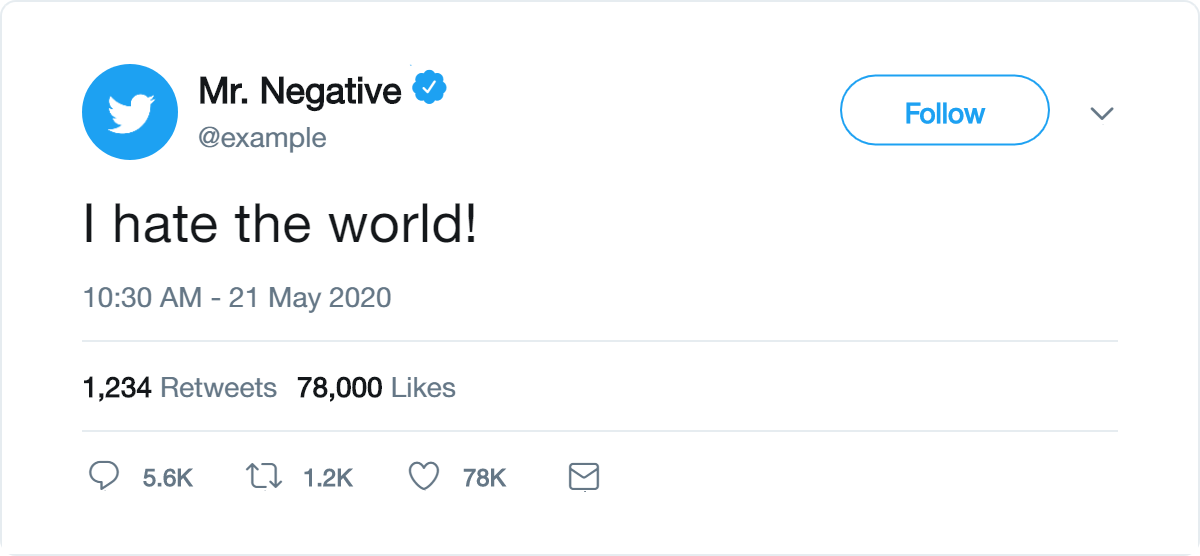 Mr. Negative
@example
Follow
I hate the world!
10:30 AM - 21 May 2020
1,234 Retweets 78,000 Likes
5.6K 1.2K 78K